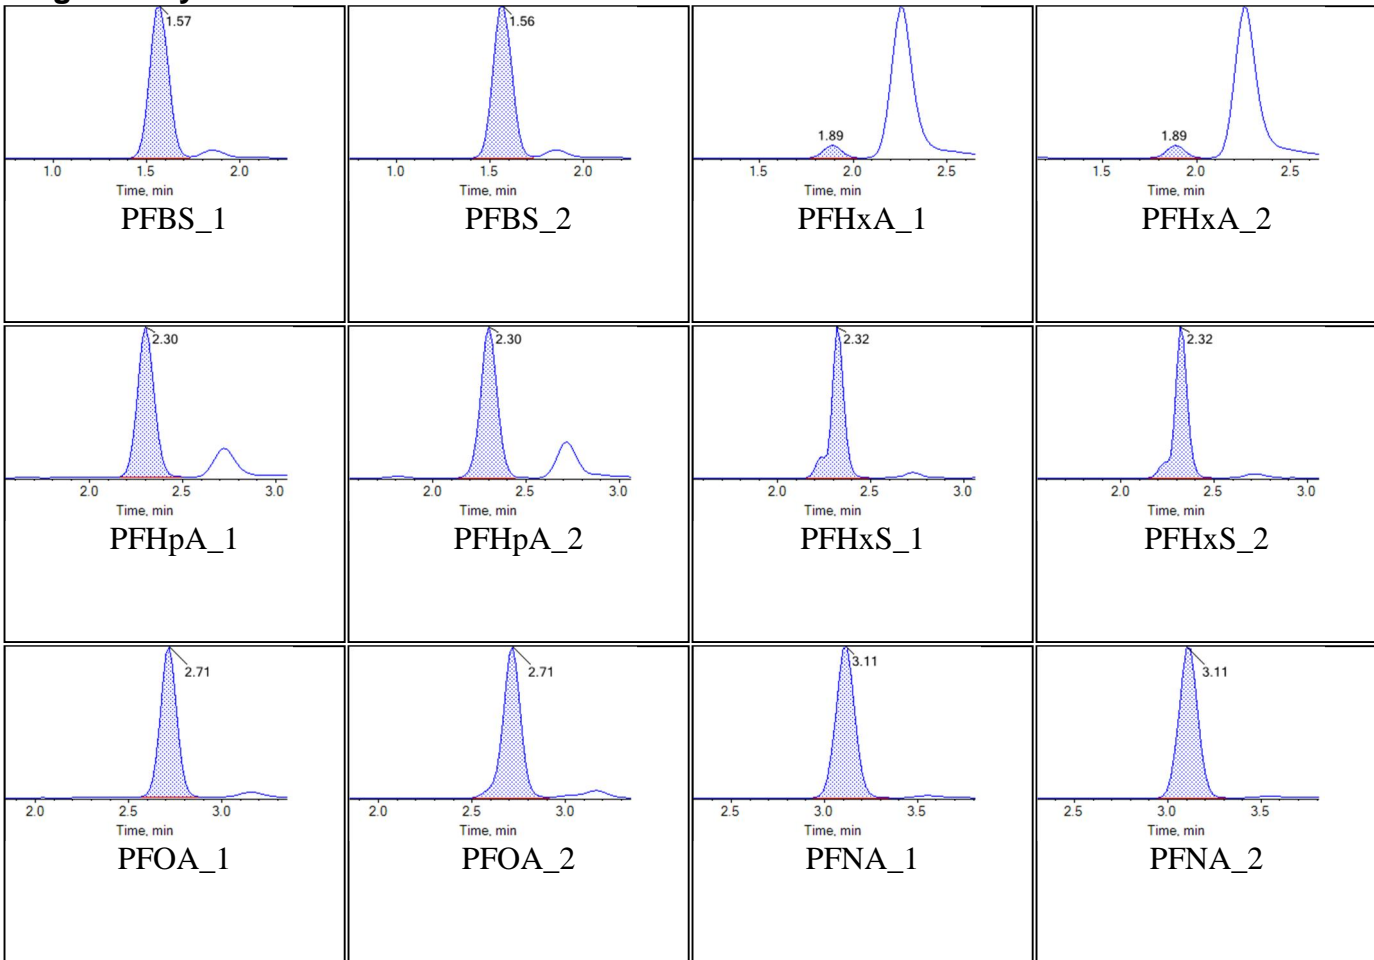 1.57 1.56 1.89 1.89
1.0 1.5 2.0 1.0 1.5 2.0 1.5 2.0 2.5 1.5 2.0 2.5
Time, min Time, min Time, min Time, min
PFBS_1 PFBS_2 PFHxA_1 PFHxA_2
2.30 2.30 2.32 2.32
2.0 2.5 3.0 2.0 2.5 3.0 2.0 2.5 3.0 2.0 2.5 3.0
Time, min Time, min Time, min Time, min
PFHpA_1 PFHpA_2 PFHxS_1 PFHxS_2
2.71 2.71 3.11 3.11
2.0 2.5 3.0 2.0 2.5 3.0 2.5 3.0 3.5 2.5 3.0 3.5
Time, min Time, min Time, min Time, min
PFOA_1 PFOA_2 PFNA_1 PFNA_2